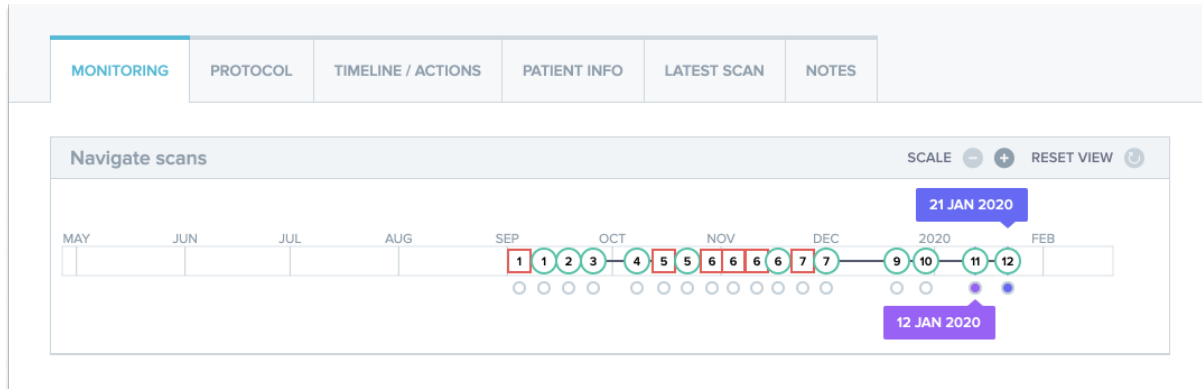 MONITORING PROTOCOL TIMELINE / ACTIONS PATIENT INFO LATEST SCAN NOTES
Navigate scans SCALE RESET VIEW
21 JAN 2020
MAY JUN JUL AUG SEP OCT NOV DEC 2020 FEB
1 1 2 3 4 5 5 6 6 6 6 7 7 9 10 11 12
12 JAN 2020